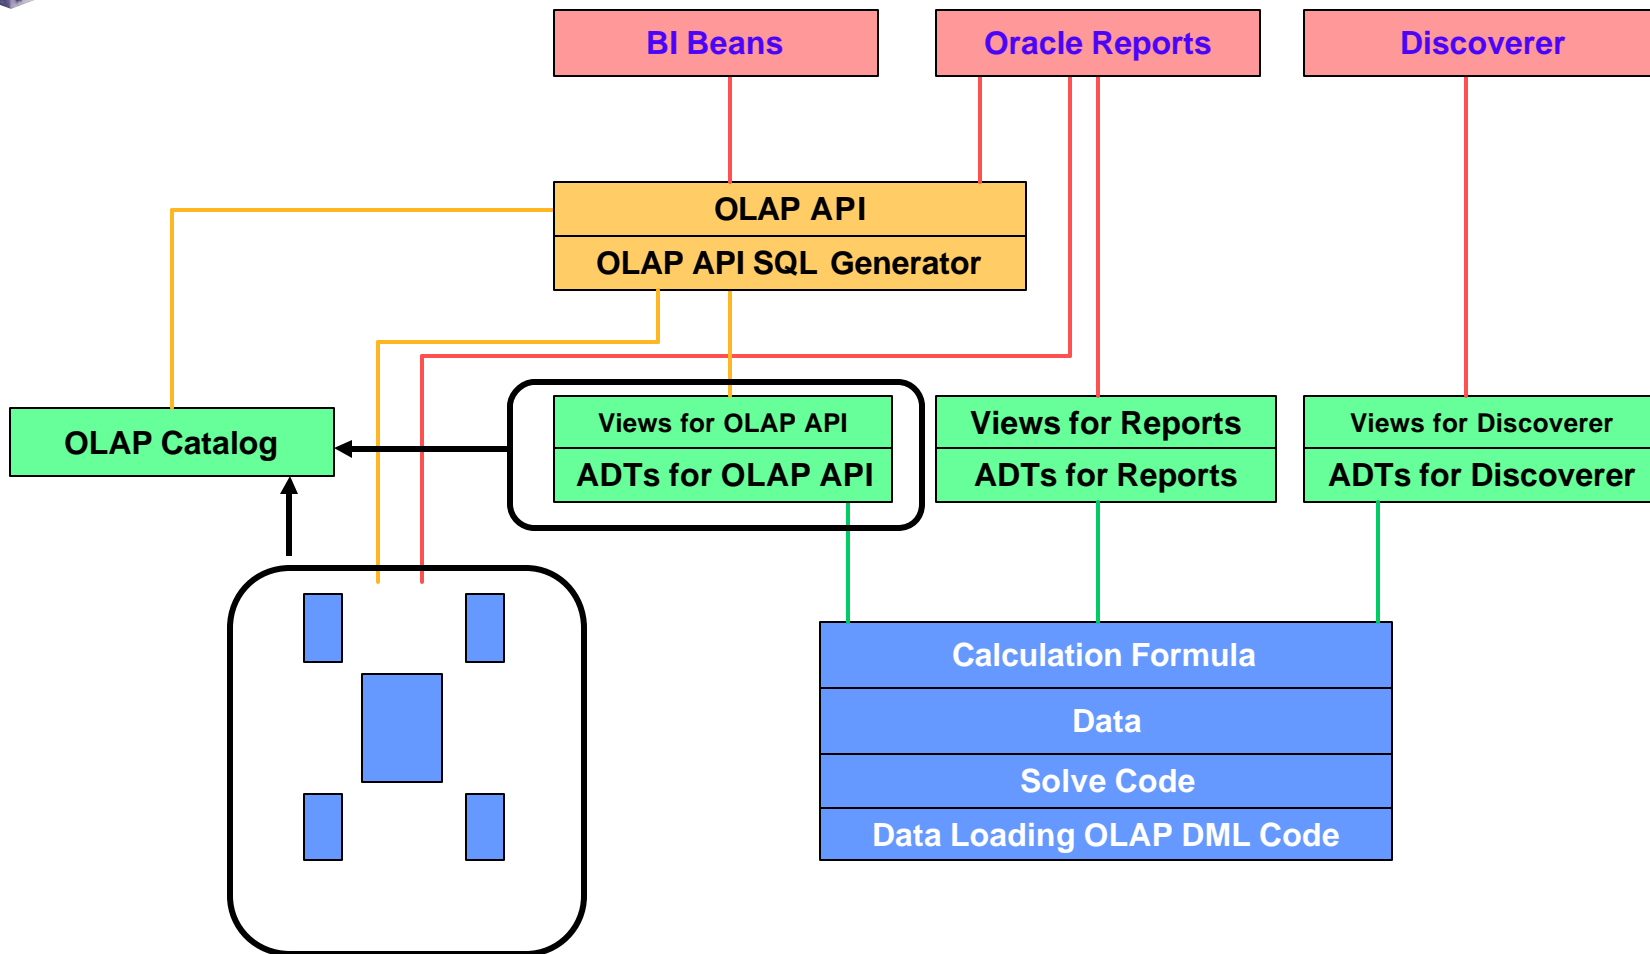 BI Beans
Oracle Reports
Discoverer
OLAP API
OLAP API SQL Generator
OLAP Catalog
Views for OLAP API
ADTs for OLAP API
Views for Reports
ADTs for Reports
Views for Discoverer
ADTs for Discoverer
Calculation Formula
Data
Solve Code
Data Loading OLAP DML Code